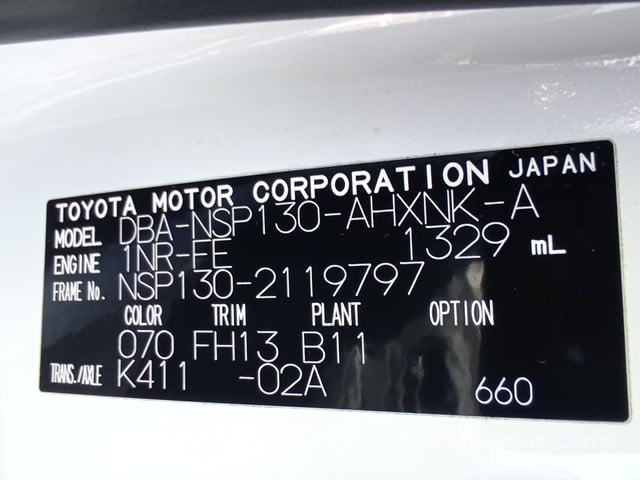 TOYOTA MOTOR CORPORATION JAPAN
MODEL DBA-NSP130-AHXNK-A
ENGINE 1NR-FE 1329 mL
FRAME No. NSP130-2119797
COLOR TRIM PLANT OPTION
070 FH13 B11
TRANS./AXLE K411 -02A 660